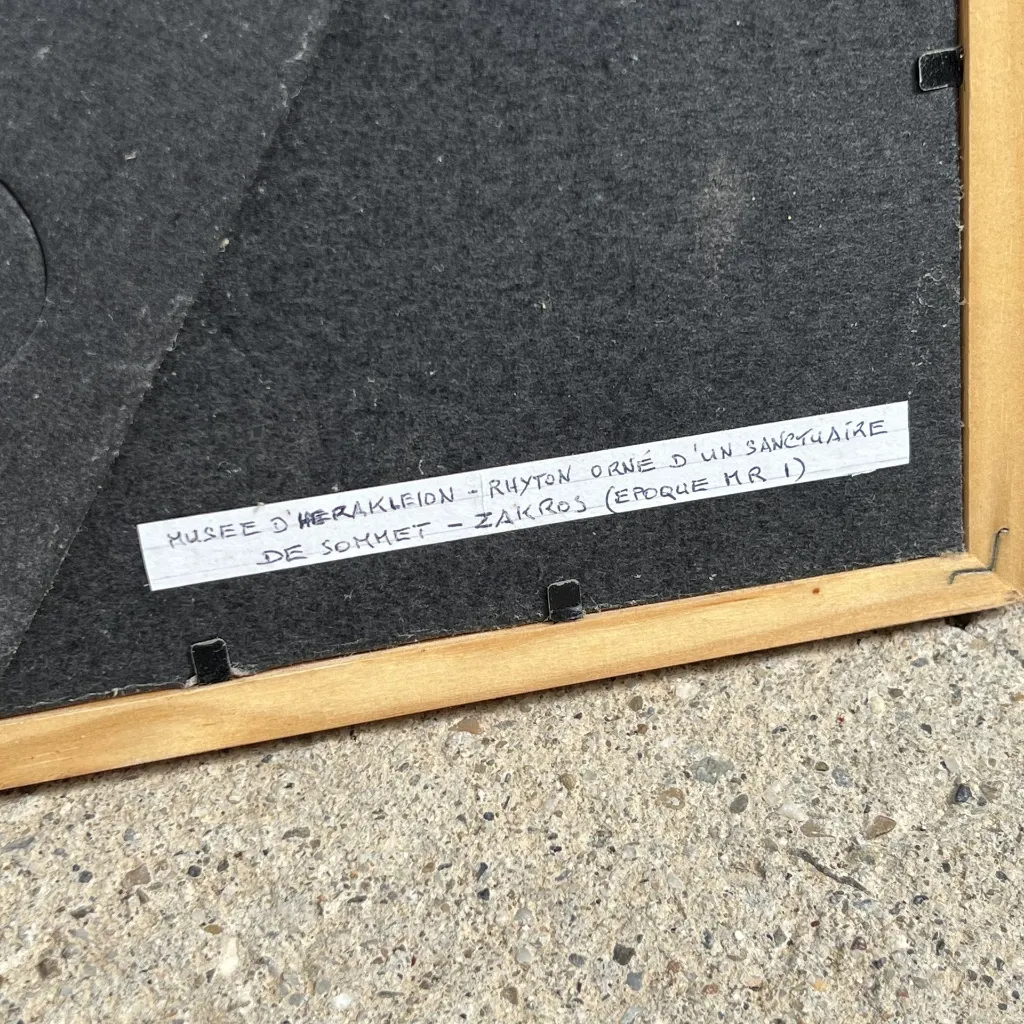 MUSEE D'HERAKLEION - RHYTON ORNÉ D'UN SANCTUAIRE
DE SOMMET - ZAKROS (EPOQUE MR I)